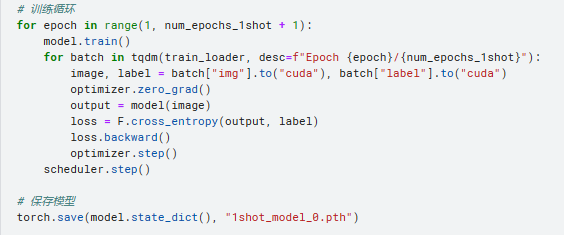 # 训练循环
for epoch in range(1, num_epochs_1shot + 1):
    model.train()
    for batch in tqdm(train_loader, desc=f"Epoch {epoch}/{num_epochs_1shot}"):
        image, label = batch["img"].to("cuda"), batch["label"].to("cuda")
        optimizer.zero_grad()
        output = model(image)
        loss = F.cross_entropy(output, label)
        loss.backward()
        optimizer.step()
    scheduler.step()

# 保存模型
torch.save(model.state_dict(), "1shot_model_0.pth")